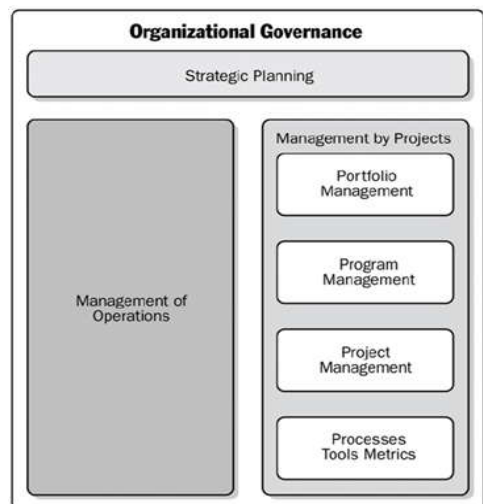 Organizational Governance
Strategic Planning
Management of
Operations
Management by Projects
Portfolio
Management
Program
Management
Project
Management
Processes
Tools Metrics